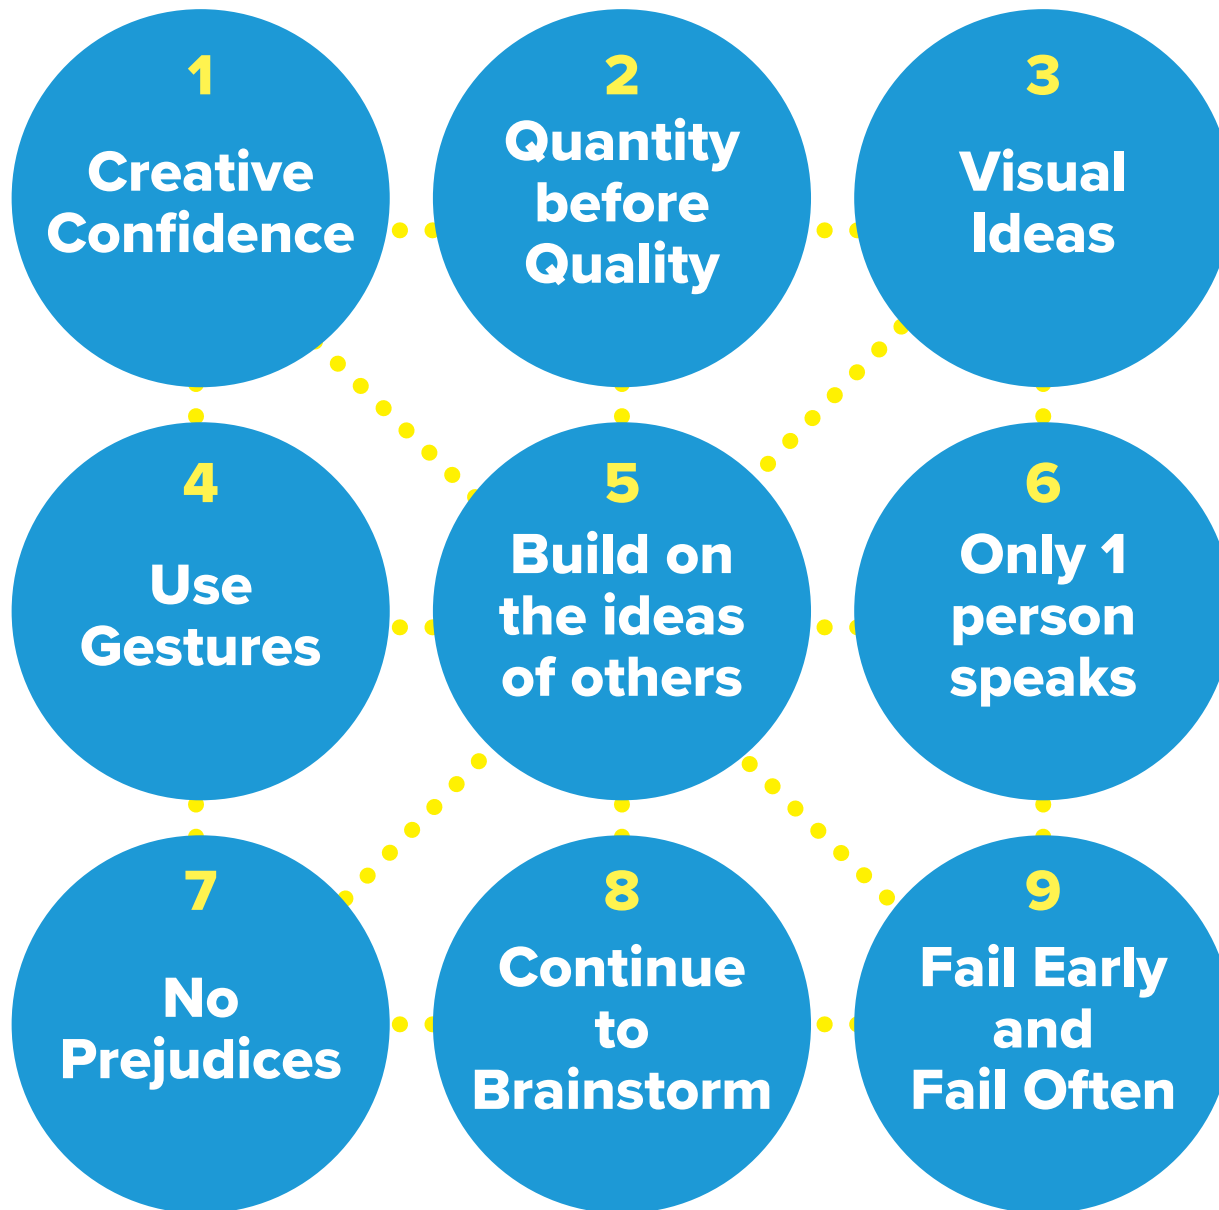 1
Creative
Confidence
2
Quantity
before
Quality
3
Visual
Ideas
4
Use
Gestures
5
Build on
the ideas
of others
6
Only 1
person
speaks
7
No
Prejudices
8
Continue
to
Brainstorm
9
Fail Early
and
Fail Often